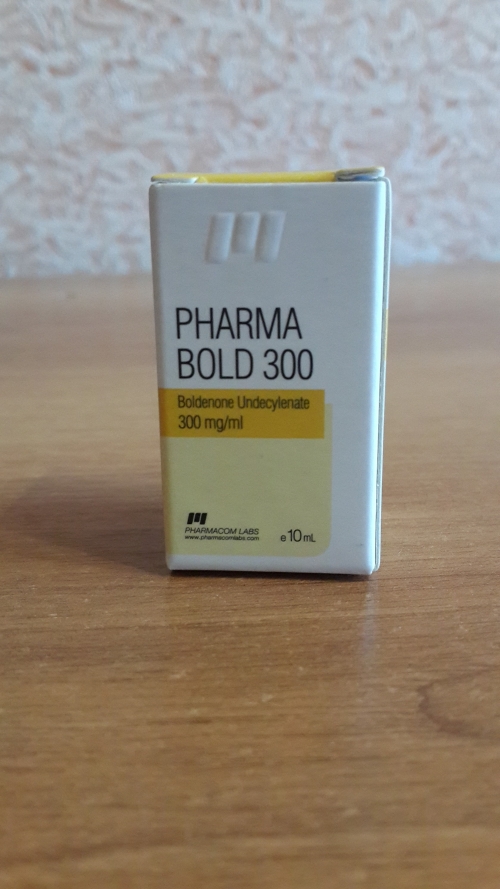 PHARMA
BOLD 300
Boldenone Undecylenate
300 mg/ml
PHARMACOM LABS
www.pharmacomlabs.com
e 10 mL